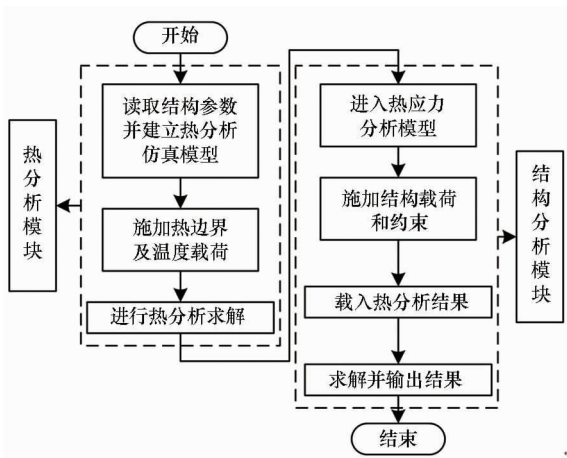 开始
读取结构参数
并建立热分析
仿真模型
施加热边界
及温度载荷
进行热分析求解
热分析模块
进入热应力
分析模型
施加结构载荷
和约束
载入热分析结果
求解并输出结果
结束
结构分析模块